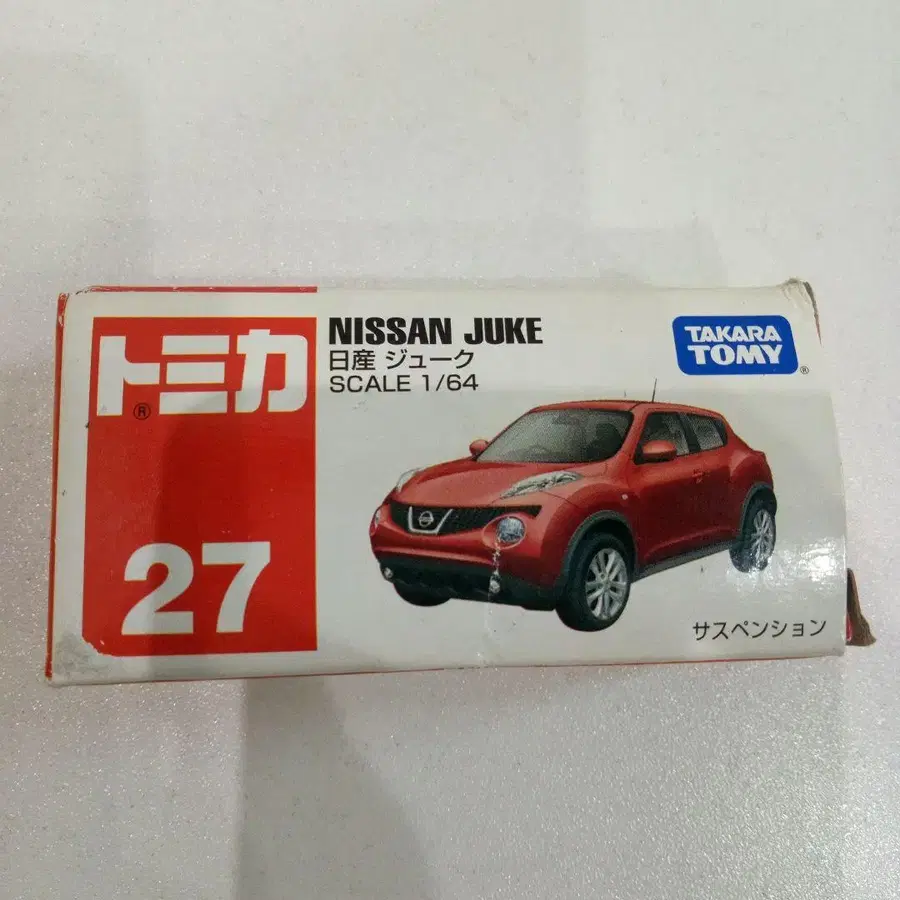 トミカ
®
27
NISSAN JUKE
日産 ジューク
SCALE 1/64
TAKARA
TOMY
®
サスペンション